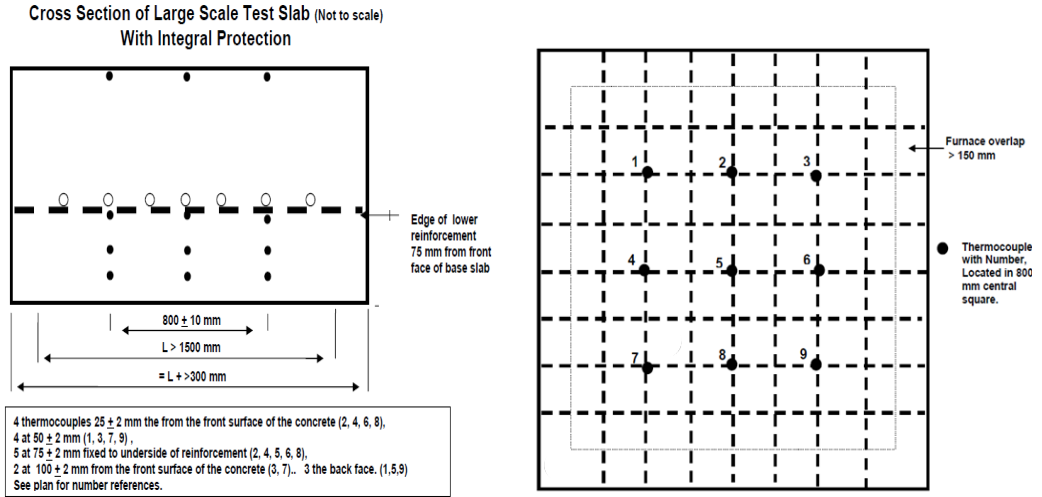 Cross Section of Large Scale Test Slab (Not to scale)
With Integral Protection
Edge of lower
reinforcement
75 mm from front
face of base slab
800 ± 10 mm
L > 1500 mm
= L + >300 mm
4 thermocouples 25 ± 2 mm the from the front surface of the concrete (2, 4, 6, 8),
4 at 50 ± 2 mm (1, 3, 7, 9) ,
5 at 75 ± 2 mm fixed to underside of reinforcement (2, 4, 5, 6, 8),
2 at 100 ± 2 mm from the front surface of the concrete (3, 7).. 3 the back face. (1,5,9)
See plan for number references.
1 2 3
4 5 6
7 8 9
Furnace overlap
> 150 mm
Thermocouple
with Number,
Located in 800
mm central
square.